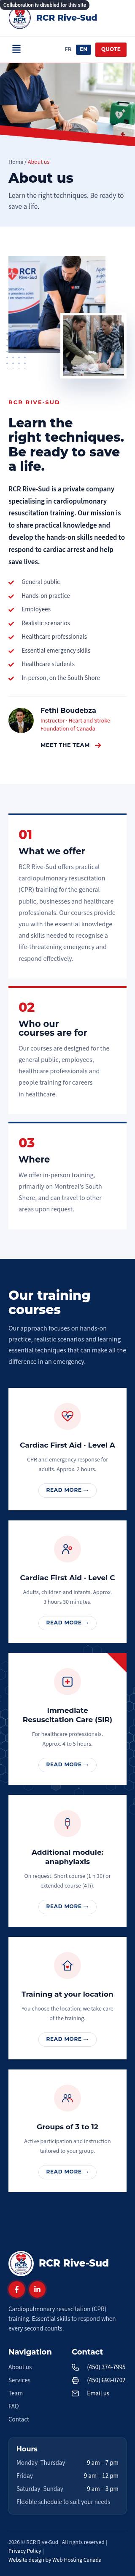 Collaboration is disabled for this site
RCR Rive-Sud
FR EN QUOTE
Home / About us
About us
Learn the right techniques. Be ready to
save a life.
RCR
RIVE-SUD
RCR RIVE-SUD
Learn the
right techniques.
Be ready to save
a life.
RCR Rive-Sud is a private company
specialising in cardiopulmonary
resuscitation training. Our mission is
to share practical knowledge and
develop the hands-on skills needed to
respond to cardiac arrest and help
save lives.
General public
Hands-on practice
Employees
Realistic scenarios
Healthcare professionals
Essential emergency skills
Healthcare students
In person, on the South Shore
Fethi Boudebza
Instructor · Heart and Stroke
Foundation of Canada
MEET THE TEAM
01
What we offer
RCR Rive-Sud offers practical
cardiopulmonary resuscitation
(CPR) training for the general
public, businesses and healthcare
professionals. Our courses provide
you with the essential knowledge
and skills needed to recognise a
life-threatening emergency and
respond effectively.
02
Who our
courses are for
Our courses are designed for the
general public, employees,
healthcare professionals and
people training for careers
in healthcare.
03
Where
We offer in-person training,
primarily on Montreal's South
Shore, and can travel to other
areas upon request.
Our training
courses
Our approach focuses on hands-on
practice, realistic scenarios and learning
essential techniques that can make all the
difference in an emergency.
Cardiac First Aid · Level A
CPR and emergency response for
adults. Approx. 2 hours.
READ MORE →
Cardiac First Aid · Level C
Adults, children and infants. Approx.
3 hours 30 minutes.
READ MORE →
Immediate
Resuscitation Care (SIR)
For healthcare professionals.
Approx. 4 to 5 hours.
READ MORE →
Additional module:
anaphylaxis
On request. Short course (1 h 30) or
extended course (4 h).
READ MORE →
Training at your location
You choose the location; we take care
of the training.
READ MORE →
Groups of 3 to 12
Active participation and instruction
tailored to your group.
READ MORE →
RCR Rive-Sud
Cardiopulmonary resuscitation (CPR)
training. Essential skills to respond when
every second counts.
Navigation
About us
Services
Team
FAQ
Contact
Contact
(450) 374-7995
(450) 693-0702
Email us
Hours
Monday–Thursday 9 am – 7 pm
Friday 9 am – 12 pm
Saturday–Sunday 9 am – 3 pm
Flexible schedule to suit your needs
2026 © RCR Rive-Sud | All rights reserved |
Privacy Policy |
Website design by Web Hosting Canada